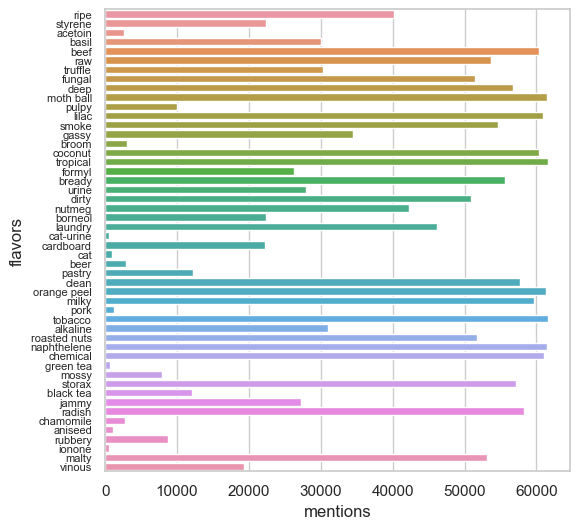 ripe
styrene
acetoin
basil
beef
raw
truffle
fungal
deep
moth ball
pulpy
lilac
smoke
gassy
broom
coconut
tropical
formyl
bready
urine
dirty
nutmeg
borneol
laundry
cat-urine
cardboard
cat
beer
pastry
clean
orange peel
milky
pork
tobacco
alkaline
roasted nuts
naphthelene
chemical
green tea
mossy
storax
black tea
jammy
radish
chamomile
aniseed
rubbery
ionone
malty
vinous
flavors
0 10000 20000 30000 40000 50000 60000
mentions